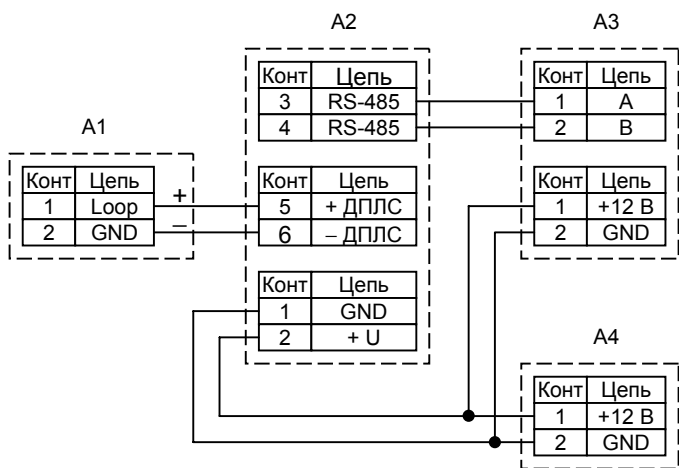 A2
A3
Конт Цепь
3 RS-485
4 RS-485
Конт Цепь
1 A
2 B
A1
Конт Цепь
1 Loop
2 GND
+
–
Конт Цепь
5 + ДПЛС
6 – ДПЛС
Конт Цепь
1 +12 В
2 GND
Конт Цепь
1 GND
2 + U
A4
Конт Цепь
1 +12 В
2 GND